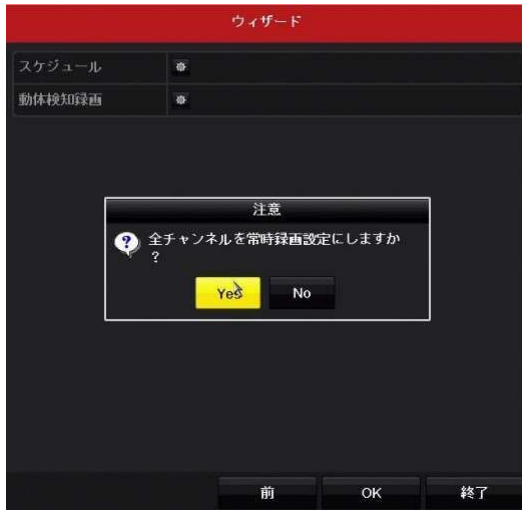 ウィザード
スケジュール
動体検知録画
注意
全チャンネルを常時録画設定にしますか
?
Yes No
前 OK 終了